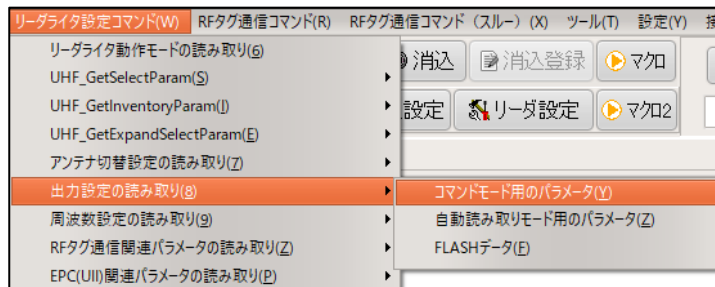 リーダライタ設定コマンド(W) RFタグ通信コマンド(R) RFタグ通信コマンド (スルー) (X) ツール(T) 設定(Y)
リーダライタ動作モードの読み取り(6)
UHF_GetSelectParam(S)
UHF_GetInventoryParam(I)
UHF_GetExpandSelectParam(E)
アンテナ切替設定の読み取り(7)
出力設定の読み取り(8)
周波数設定の読み取り(9)
RFタグ通信関連パラメータの読み取り(Z)
EPC(UII)関連パラメータの読み取り(P)
消込 消込登録 マクロ
設定 リーダ設定 マクロ2
コマンドモード用のパラメータ(Y)
自動読み取りモード用のパラメータ(Z)
FLASHデータ(F)